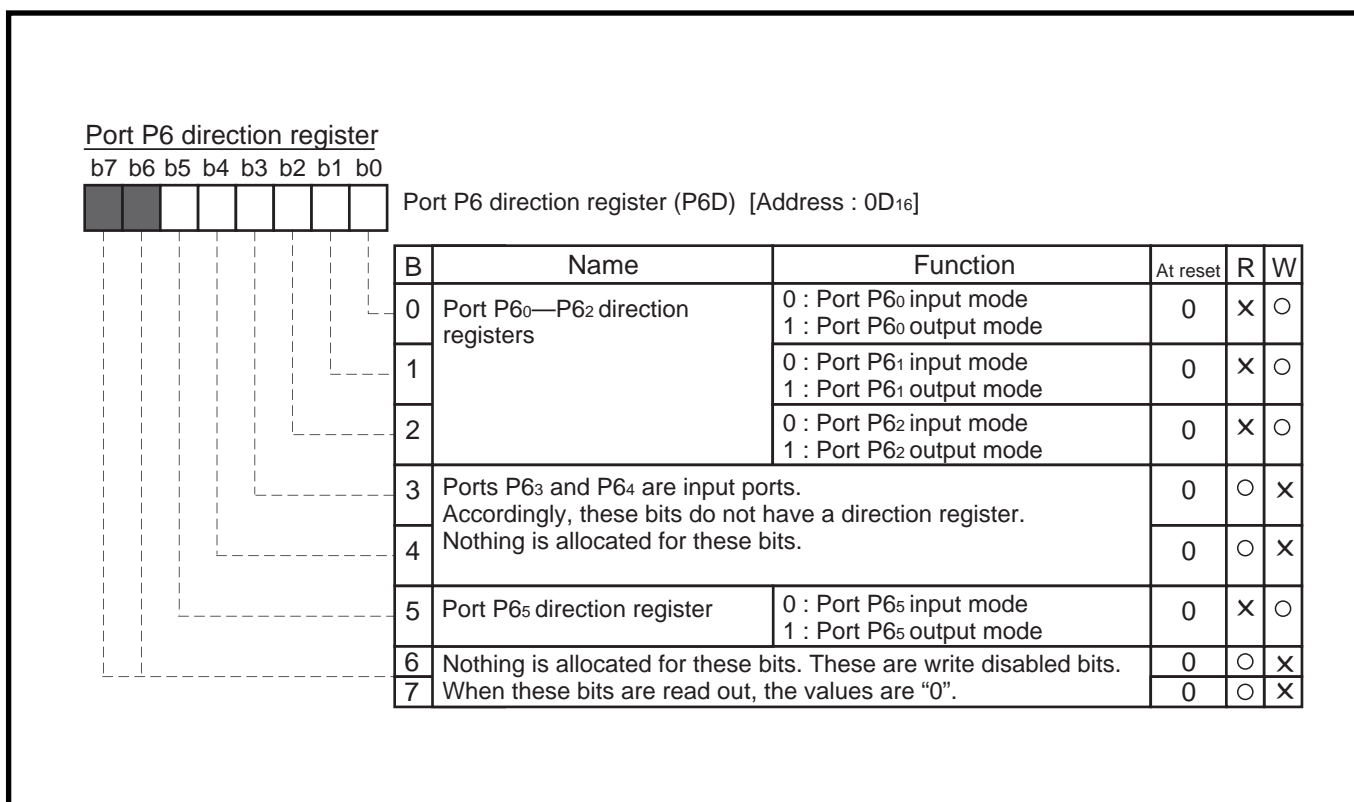 Port P6 direction register
b7 b6 b5 b4 b3 b2 b1 b0
Port P6 direction register (P6D) [Address : 0D16]
B Name Function At reset R W
0 Port P60—P62 direction registers 0 : Port P60 input mode 0 × ○
1 : Port P60 output mode
1 0 : Port P61 input mode 0 × ○
1 : Port P61 output mode
2 0 : Port P62 input mode 0 × ○
1 : Port P62 output mode
3 Ports P63 and P64 are input ports. 0 ○ ×
Accordingly, these bits do not have a direction register.
4 Nothing is allocated for these bits. 0 ○ ×
5 Port P65 direction register 0 : Port P65 input mode 0 × ○
1 : Port P65 output mode
6 Nothing is allocated for these bits. These are write disabled bits. 0 ○ ×
7 When these bits are read out, the values are “0”. 0 ○ ×